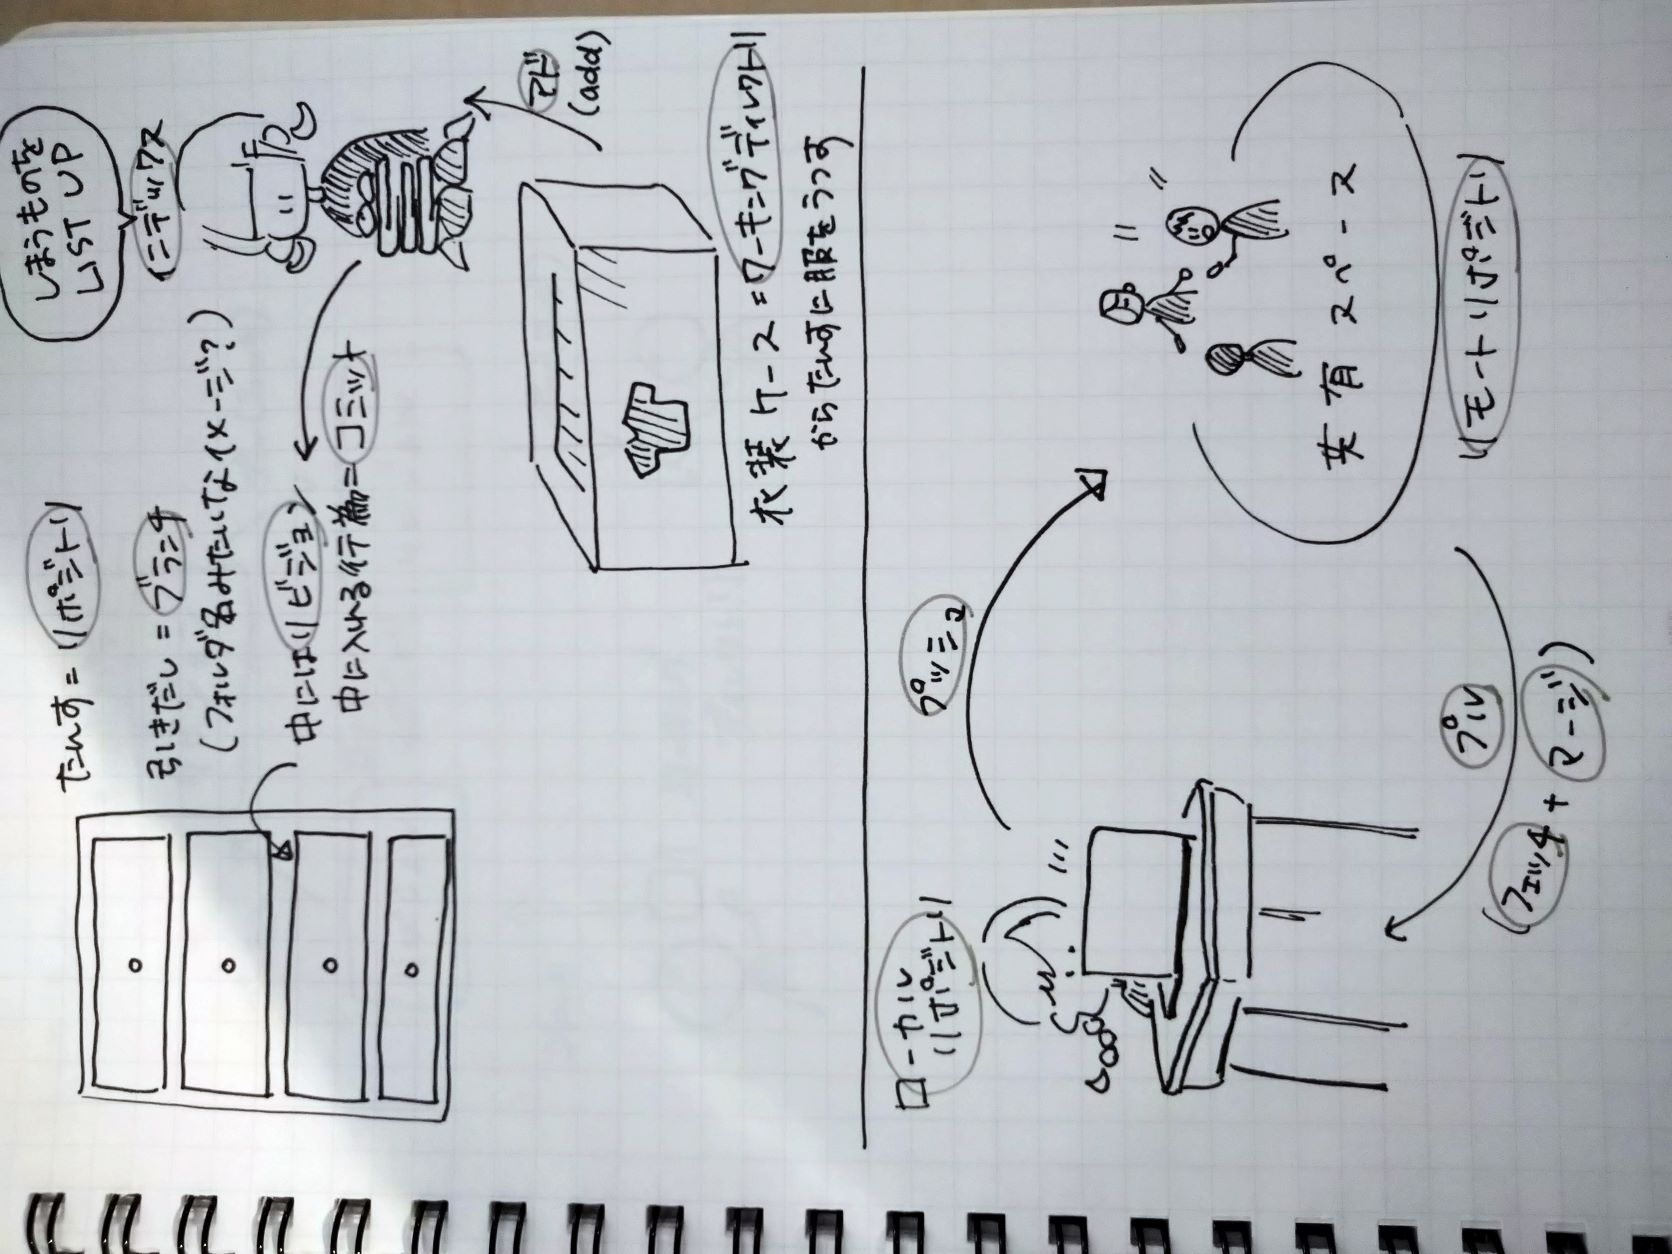 たんす=リポジトリ
引きだし=ブランチ
(フォルダ名みたいなイメージ?)
中にはリビジョン
中に入れる行為=コミット
しまうものを
LIST UP
インデックス
アド
(add)
衣装ケース=ワーキングディレクトリ
からたんすに服をうつす
ローカル
リポジトリ
プッシュ
共有スペース
リモートリポジトリ
プル
(フェッチ+マージ)